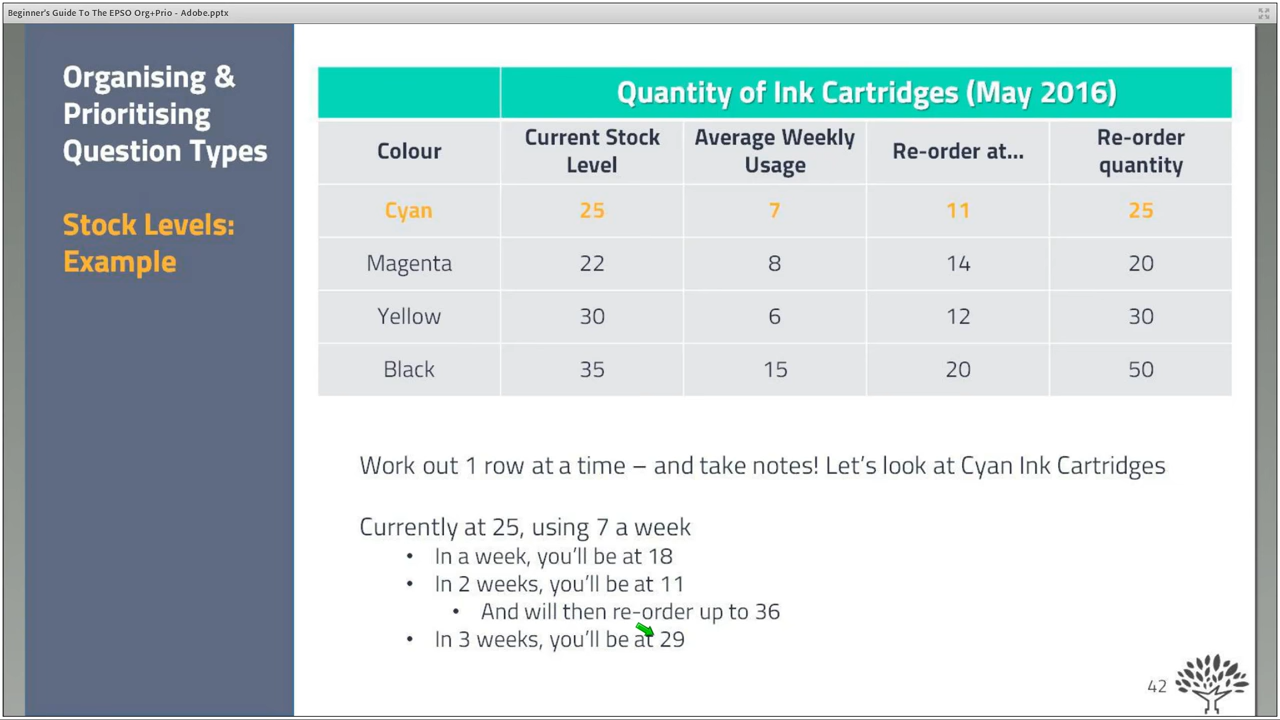 Beginner's Guide To The EPSO Org+Prio - Adobe.pptx
Organising &
Prioritising
Question Types
Stock Levels:
Example
Quantity of Ink Cartridges (May 2016)
Colour Current Stock Level Average Weekly Usage Re-order at... Re-order quantity
Cyan 25 7 11 25
Magenta 22 8 14 20
Yellow 30 6 12 30
Black 35 15 20 50
Work out 1 row at a time – and take notes! Let's look at Cyan Ink Cartridges
Currently at 25, using 7 a week
• In a week, you'll be at 18
• In 2 weeks, you'll be at 11
• And will then re-order up to 36
• In 3 weeks, you'll be at 29
42